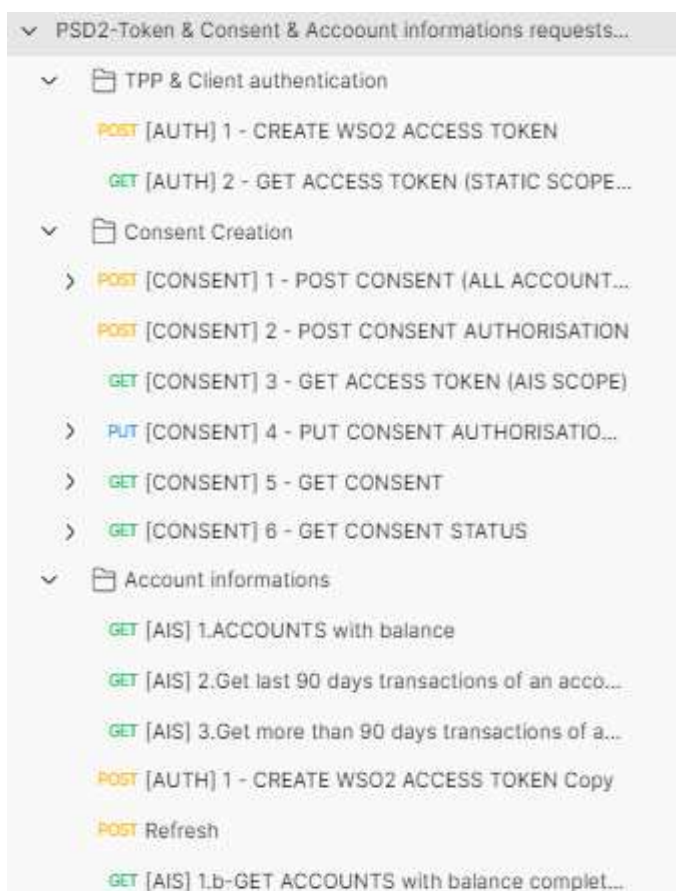 PSD2-Token & Consent & Acoount informations requests...
TPP & Client authentication
POST [AUTH] 1 - CREATE WSO2 ACCESS TOKEN
GET [AUTH] 2 - GET ACCESS TOKEN (STATIC SCOPE...
Consent Creation
POST [CONSENT] 1 - POST CONSENT (ALL ACCOUNT...
POST [CONSENT] 2 - POST CONSENT AUTHORISATION
GET [CONSENT] 3 - GET ACCESS TOKEN (AIS SCOPE)
PUT [CONSENT] 4 - PUT CONSENT AUTHORISATIO...
GET [CONSENT] 5 - GET CONSENT
GET [CONSENT] 6 - GET CONSENT STATUS
Account informations
GET [AIS] 1.ACCOUNTS with balance
GET [AIS] 2.Get last 90 days transactions of an acco...
GET [AIS] 3.Get more than 90 days transactions of a...
POST [AUTH] 1 - CREATE WSO2 ACCESS TOKEN Copy
POST Refresh
GET [AIS] 1.b-GET ACCOUNTS with balance complet...